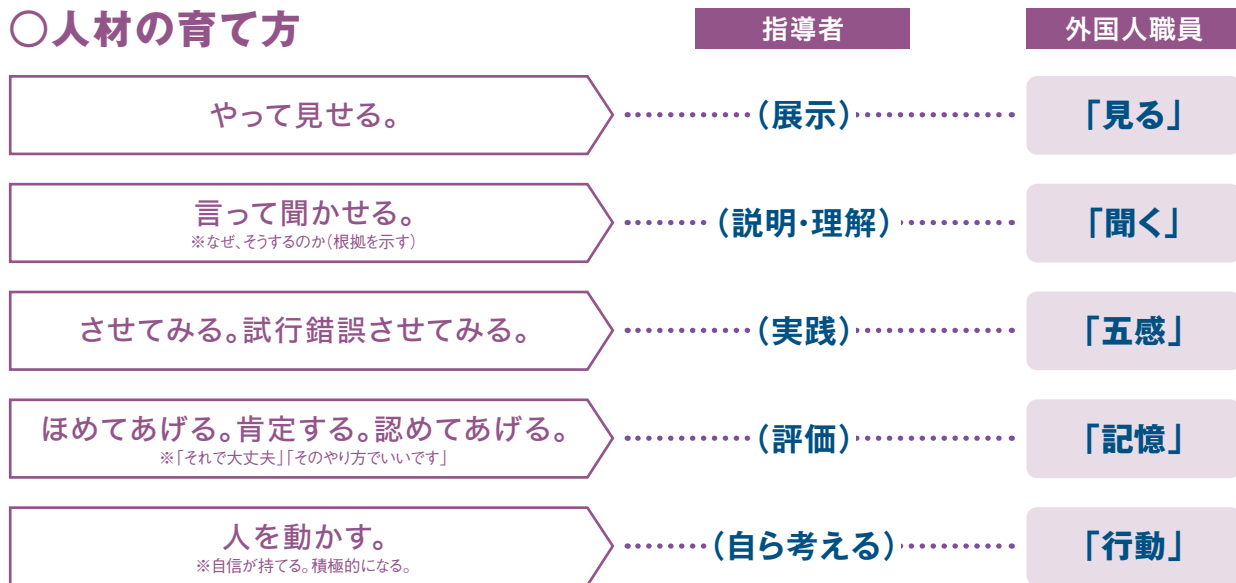 ○人材の育て方
指導者
外国人職員
やって見せる。
(展示)
「見る」
言って聞かせる。
※なぜ、そうするのか(根拠を示す)
(説明・理解)
「聞く」
させてみる。試行錯誤させてみる。
(実践)
「五感」
ほめてあげる。肯定する。認めてあげる。
※「それで大丈夫」「そのやり方でいいです」
(評価)
「記憶」
人を動かす。
※自信が持てる。積極的になる。
(自ら考える)
「行動」